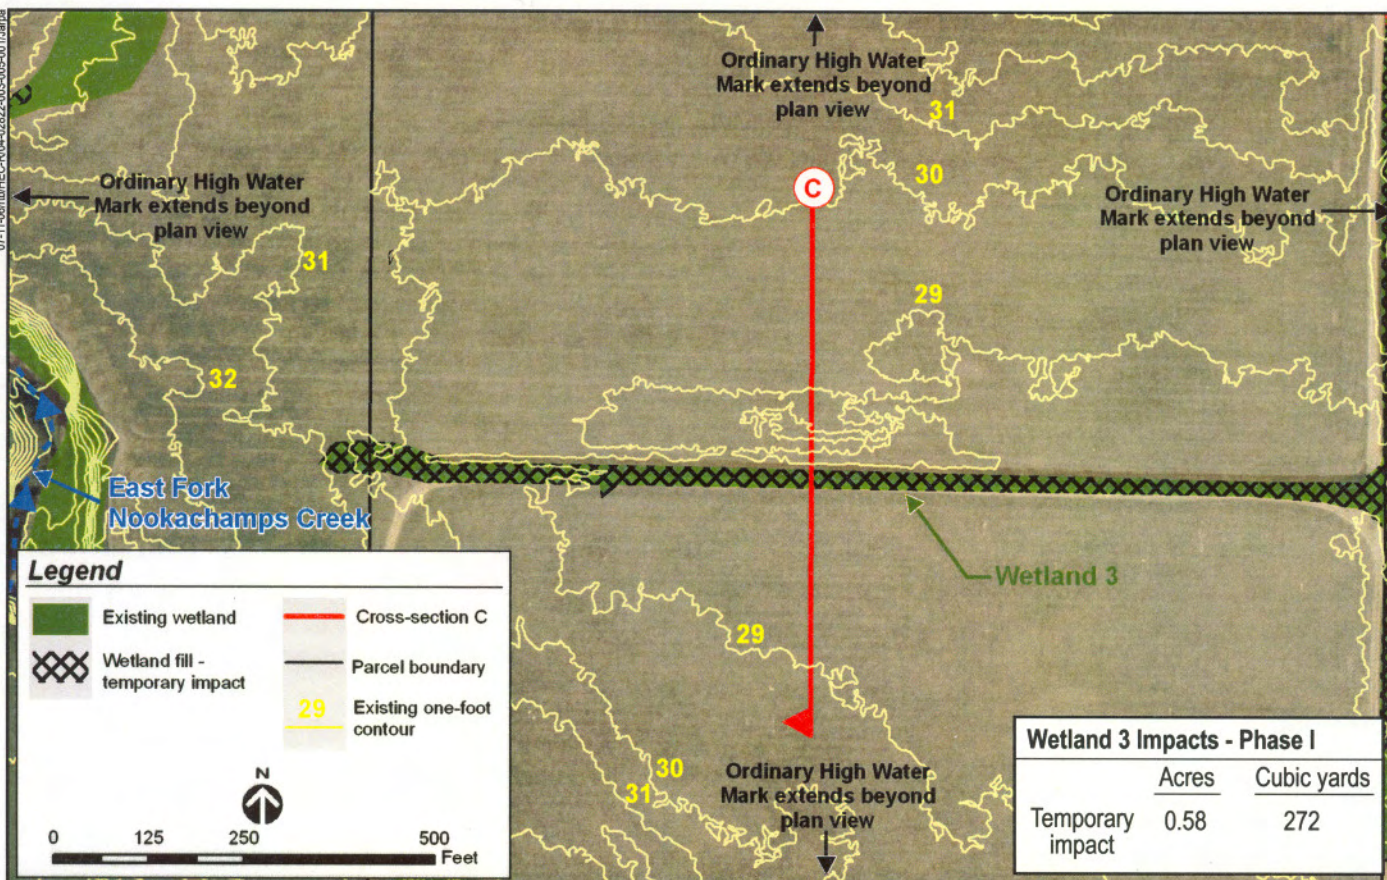 Ordinary High Water
Mark extends beyond
plan view
31
30
Ordinary High Water
Mark extends beyond
plan view
C
Ordinary High Water
Mark extends beyond
plan view
31
29
32
East Fork
Nookachamps Creek
Wetland 3
29
30
31
Ordinary High Water
Mark extends beyond
plan view
Legend
Existing wetland
Wetland fill -
temporary impact
Cross-section C
Parcel boundary
29
Existing one-foot
contour
N
0 125 250 500
Feet
Wetland 3 Impacts - Phase I
Acres Cubic yards
Temporary
impact
0.58 272